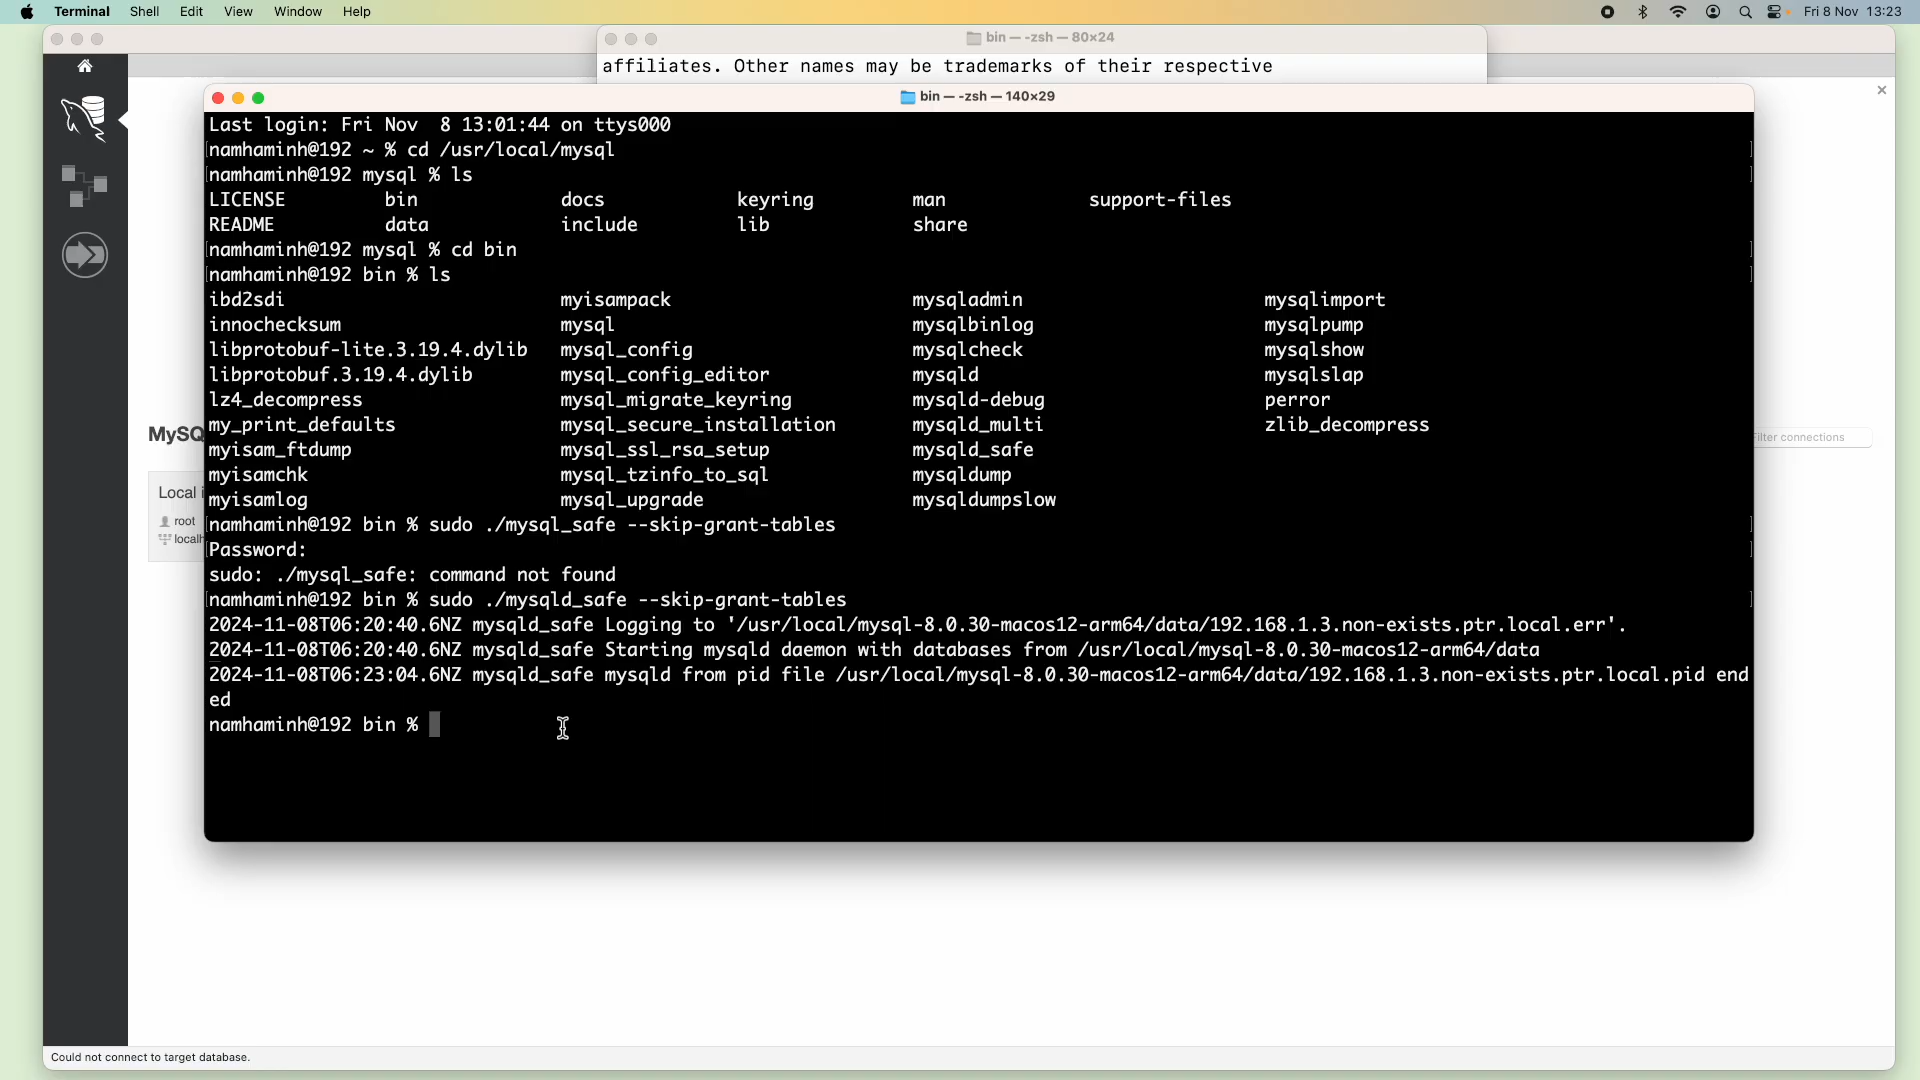 Terminal Shell Edit View Window Help Fri 8 Nov 13:23
bin — -zsh — 80×24
affiliates. Other names may be trademarks of their respective
bin — -zsh — 140×29
Last login: Fri Nov  8 13:01:44 on ttys000
namhaminh@192 ~ % cd /usr/local/mysql
namhaminh@192 mysql % ls
LICENSE bin docs keyring man support-files
README data include lib share
namhaminh@192 mysql % cd bin
namhaminh@192 bin % ls
ibd2sdi myisampack mysqladmin mysqlimport
innochecksum mysql mysqlbinlog mysqlpump
libprotobuf-lite.3.19.4.dylib mysql_config mysqlcheck mysqlshow
libprotobuf.3.19.4.dylib mysql_config_editor mysqld mysqlslap
lz4_decompress mysql_migrate_keyring mysqld-debug perror
my_print_defaults mysql_secure_installation mysqld_multi zlib_decompress
myisam_ftdump mysql_ssl_rsa_setup mysqld_safe
myisamchk mysql_tzinfo_to_sql mysqldump
myisamlog mysql_upgrade mysqldumpslow
namhaminh@192 bin % sudo ./mysql_safe --skip-grant-tables
Password:
sudo: ./mysql_safe: command not found
namhaminh@192 bin % sudo ./mysqld_safe --skip-grant-tables
2024-11-08T06:20:40.6NZ mysqld_safe Logging to '/usr/local/mysql-8.0.30-macos12-arm64/data/192.168.1.3.non-exists.ptr.local.err'.
2024-11-08T06:20:40.6NZ mysqld_safe Starting mysqld daemon with databases from /usr/local/mysql-8.0.30-macos12-arm64/data
2024-11-08T06:23:04.6NZ mysqld_safe mysqld from pid file /usr/local/mysql-8.0.30-macos12-arm64/data/192.168.1.3.non-exists.ptr.local.pid end
ed
namhaminh@192 bin %
MySQ
Filter connections
Local i
root
localh
Could not connect to target database.